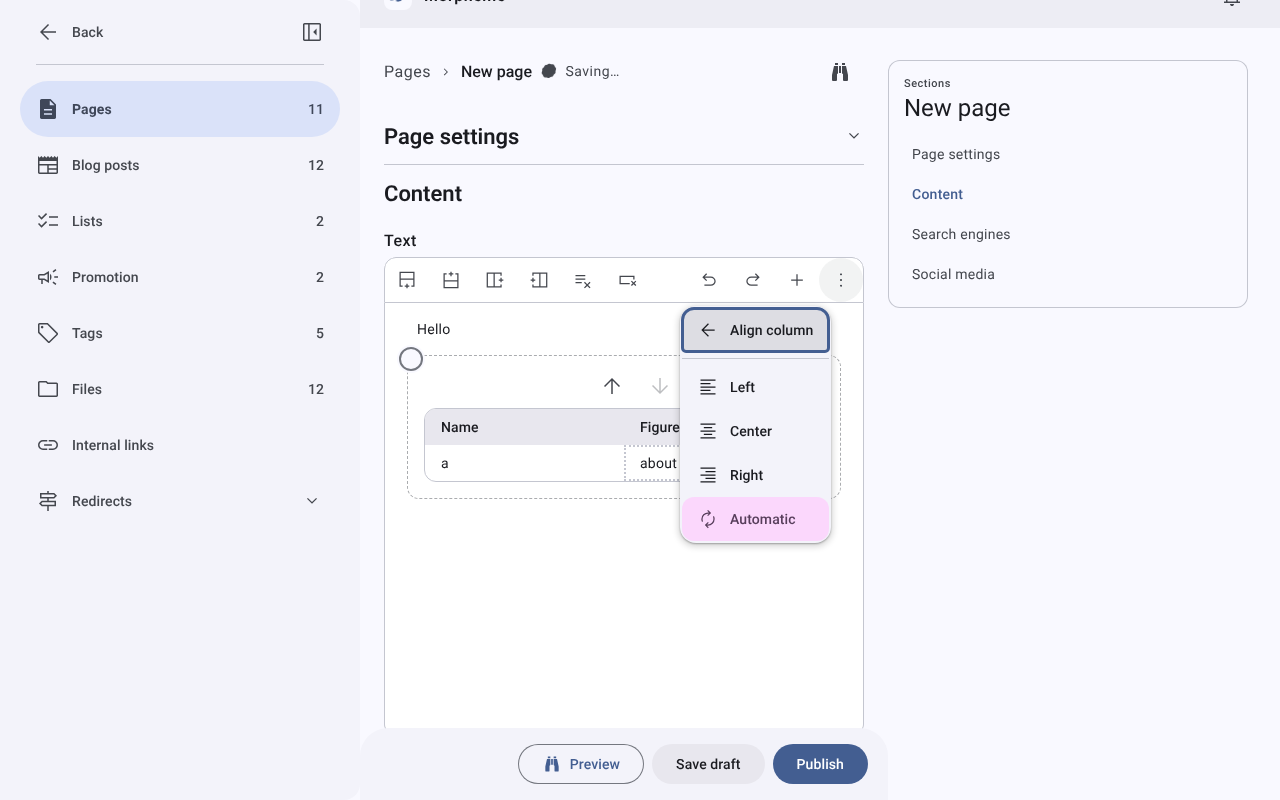 Back
Pages 11
Blog posts 12
Lists 2
Promotion 2
Tags 5
Files 12
Internal links
Redirects
Pages › New page Saving…
Page settings
Content
Text
Hello
Name Figure
a about
Align column
Left
Center
Right
Automatic
Preview Save draft Publish
Sections
New page
Page settings
Content
Search engines
Social media